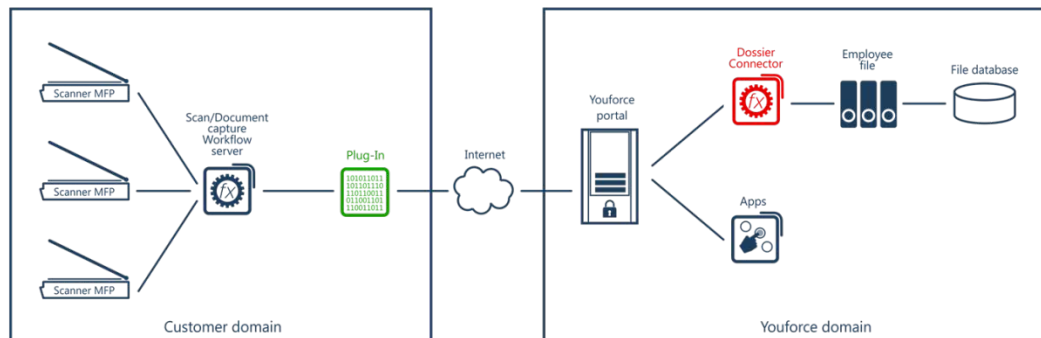 Scanner MFP
Scanner MFP
Scanner MFP
Scan/Document
capture
Workflow
server
fx
Plug-In
101011011
101101110
110110011
011001101
110011011
Customer domain
Internet
Youforce
portal
Dossier
Connector
fx
Employee
file
File database
Apps
Youforce domain